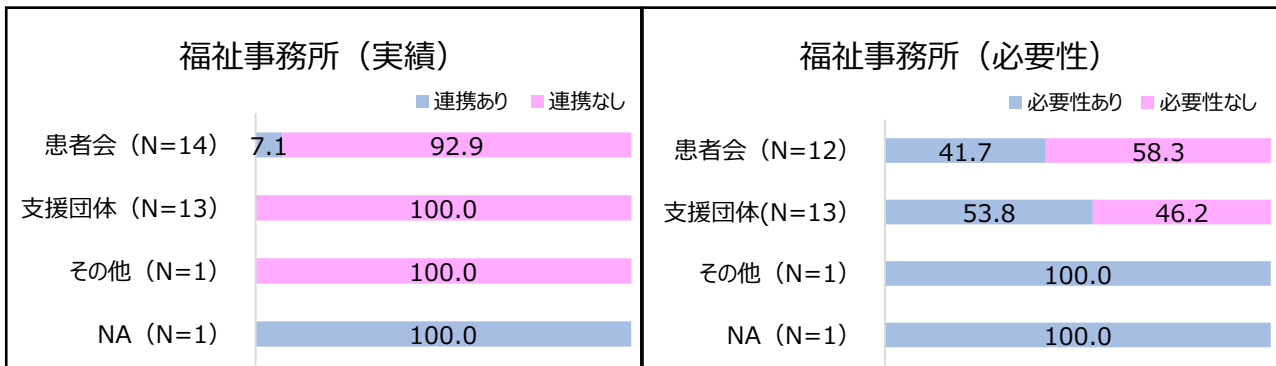 福祉事務所（実績）
連携あり 連携なし
患者会（N=14） 7.1 92.9
支援団体（N=13） 100.0
その他（N=1） 100.0
NA（N=1） 100.0
福祉事務所（必要性）
必要性あり 必要性なし
患者会（N=12） 41.7 58.3
支援団体(N=13） 53.8 46.2
その他（N=1） 100.0
NA（N=1） 100.0